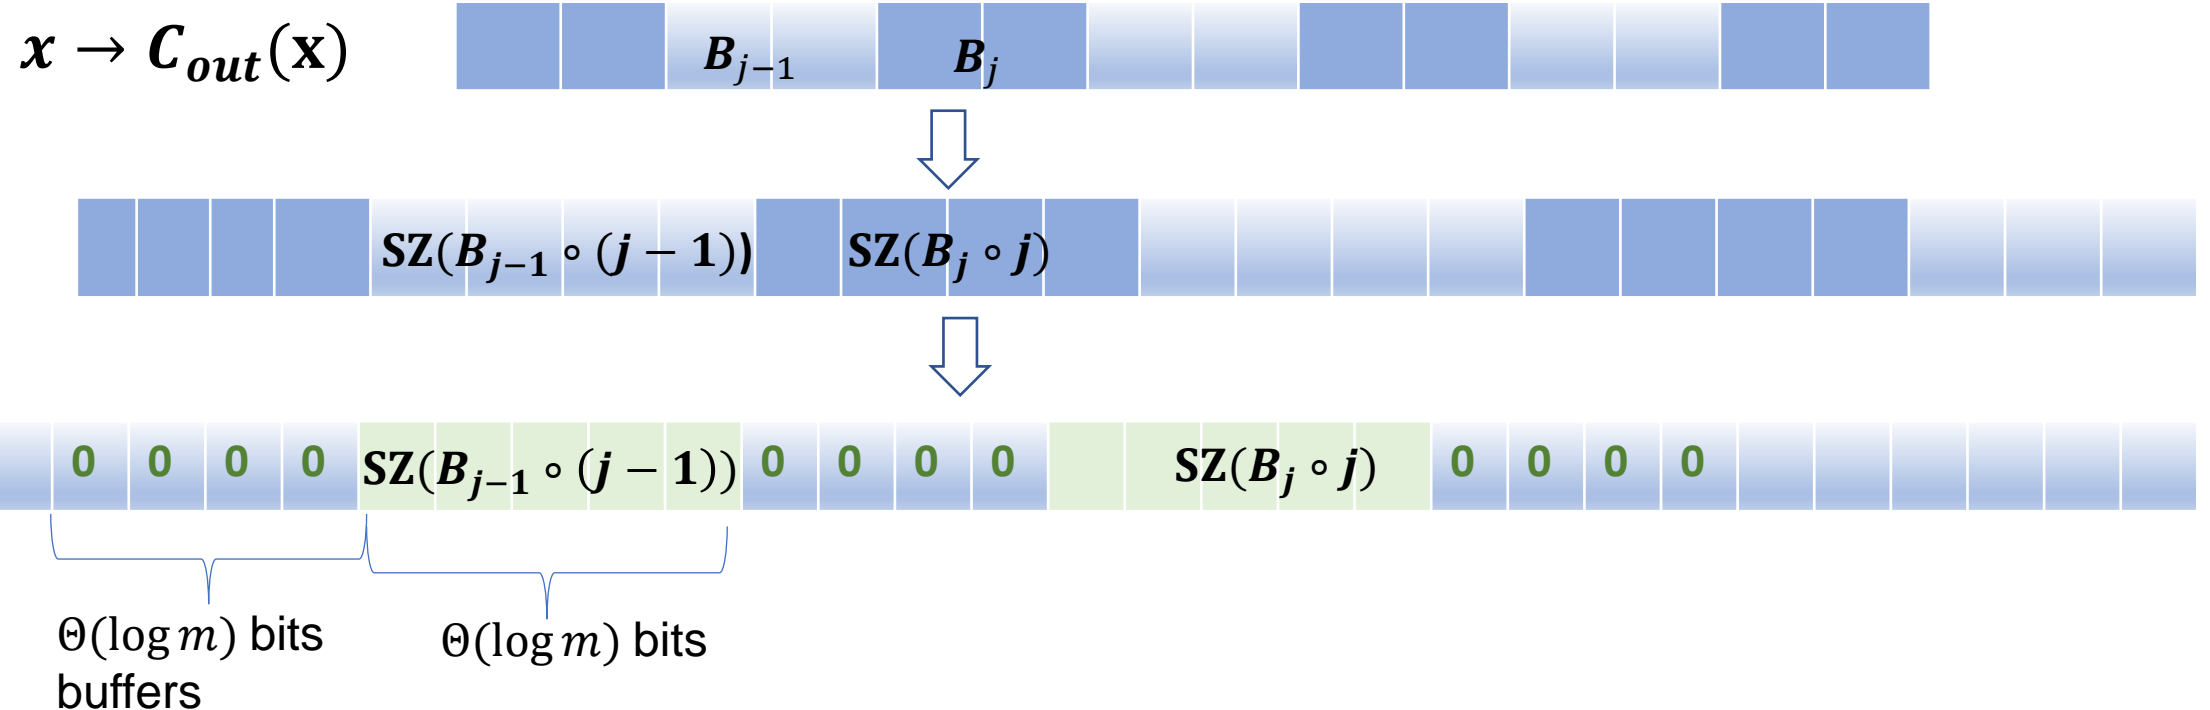 x → C_out(x) B_{j−1} B_j
SZ(B_{j−1} ∘ (j − 1)) SZ(B_j ∘ j)
0 0 0 0 SZ(B_{j−1} ∘ (j − 1)) 0 0 0 0 SZ(B_j ∘ j) 0 0 0 0
Θ(log m) bits
buffers
Θ(log m) bits